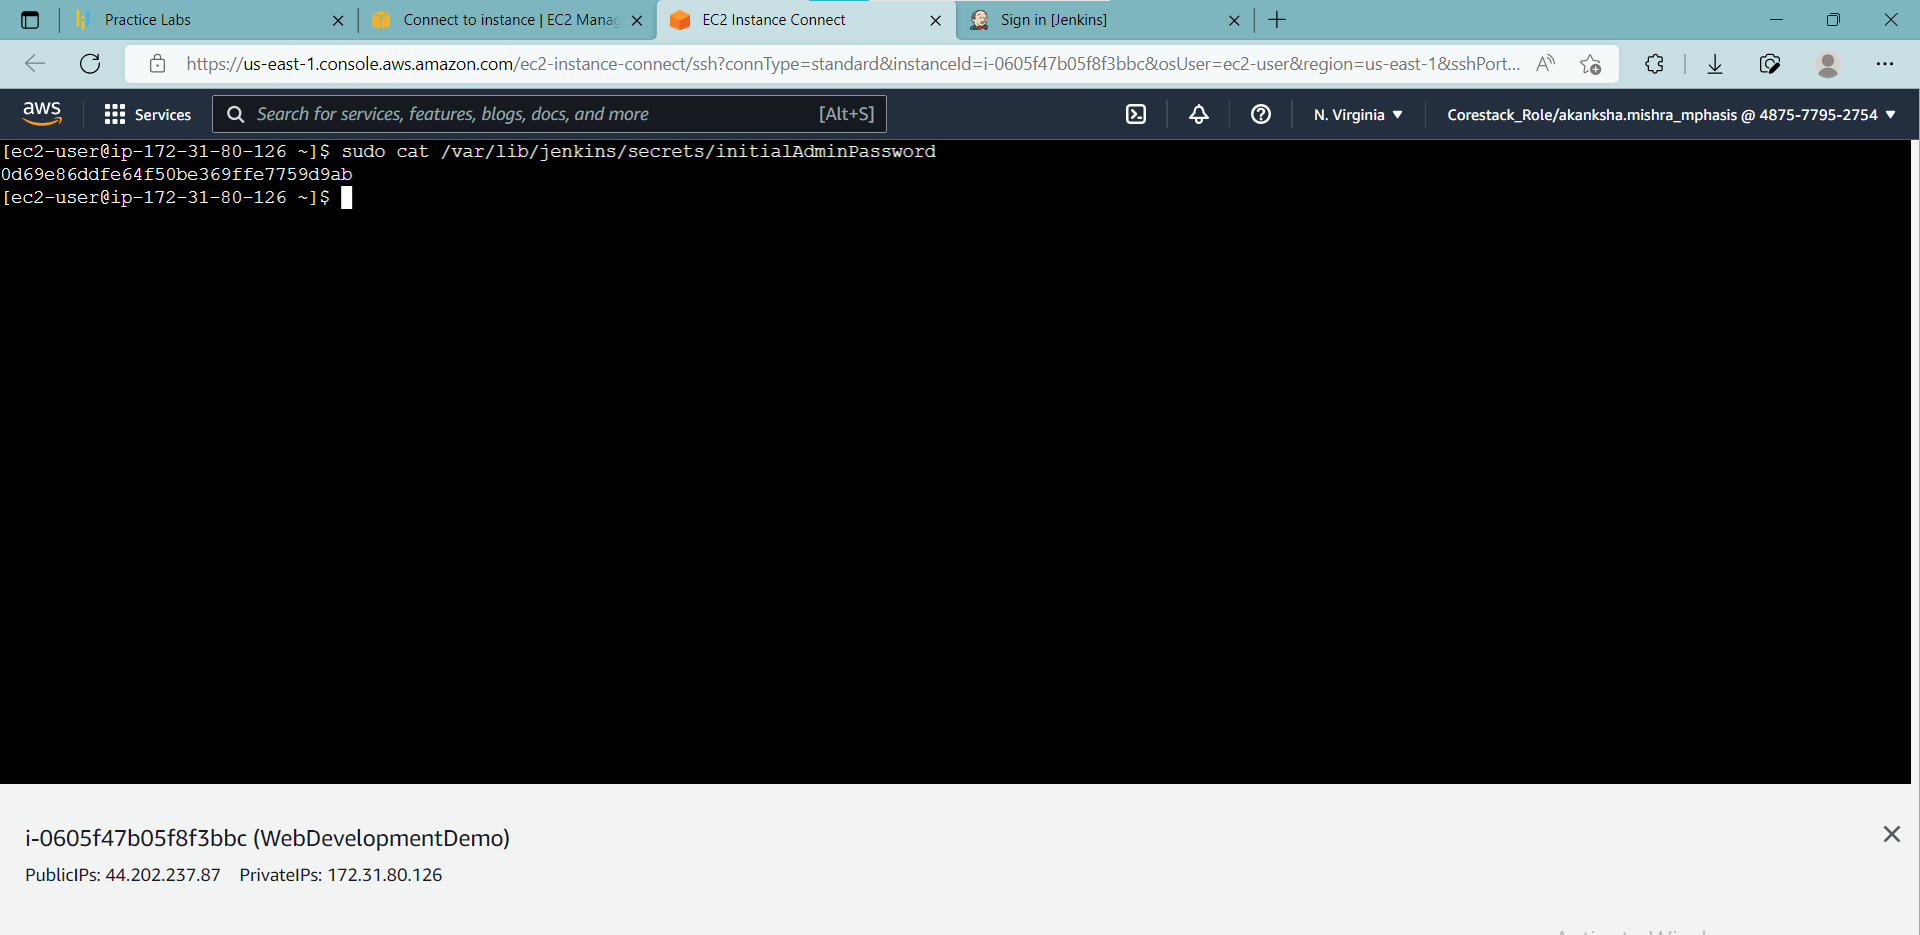 Practice Labs
Connect to instance | EC2 Manag
EC2 Instance Connect
Sign in [Jenkins]
https://us-east-1.console.aws.amazon.com/ec2-instance-connect/ssh?connType=standard&instanceId=i-0605f47b05f8f3bbc&osUser=ec2-user&region=us-east-1&sshPort...
aws
Services
Search for services, features, blogs, docs, and more
[Alt+S]
N. Virginia
Corestack_Role/akanksha.mishra_mphasis @ 4875-7795-2754
[ec2-user@ip-172-31-80-126 ~]$ sudo cat /var/lib/jenkins/secrets/initialAdminPassword
0d69e86ddfe64f50be369ffe7759d9ab
[ec2-user@ip-172-31-80-126 ~]$
i-0605f47b05f8f3bbc (WebDevelopmentDemo)
PublicIPs: 44.202.237.87 PrivateIPs: 172.31.80.126